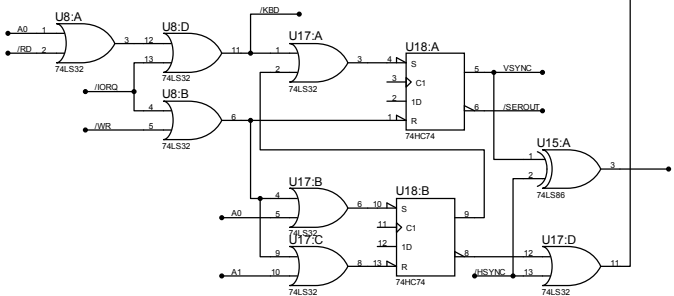 U8:A
A0 1
/RD 2
3
74LS32
U8:D
12
13
11
74LS32
/KBD
/IORQ
/WR
U8:B
4
5
6
74LS32
U17:A
1
2
3
74LS32
U18:A
4 S
3 C1
2 1D
1 R
5
6
74HC74
VSYNC
/SEROUT
U15:A
1
2
3
74LS86
U17:B
4
A0 5
6
74LS32
U17:C
9
A1 10
8
74LS32
U18:B
10 S
11 C1
12 1D
13 R
9
8
74HC74
/HSYNC
U17:D
12
13
11
74LS32